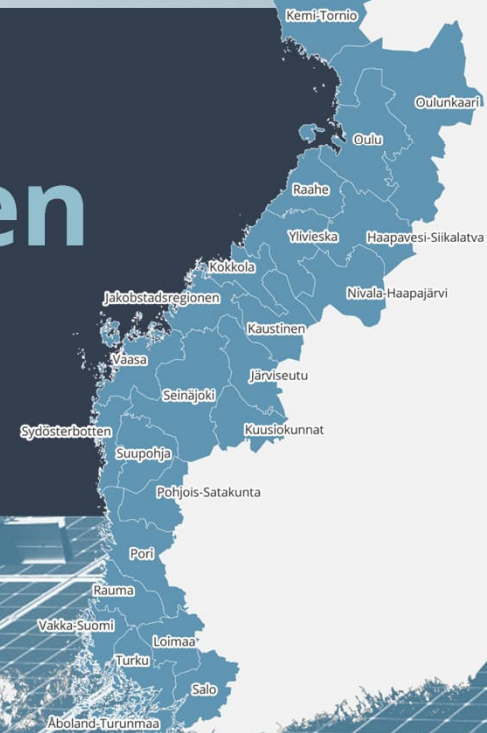 Kemi-Tornio
Oulunkaari
Oulu
Raahe
en
Ylivieska
Haapavesi-Siikalatva
Kokkola
Jakobstadsregionen
Nivala-Haapajärvi
Kaustinen
Vaasa
Järviseutu
Seinäjoki
Sydösterbotten
Kuusiokunnat
Suupohja
Pohjois-Satakunta
Pori
Rauma
Vakka-Suomi
Loimaa
Turku
Salo
Åboland-Turunmaa